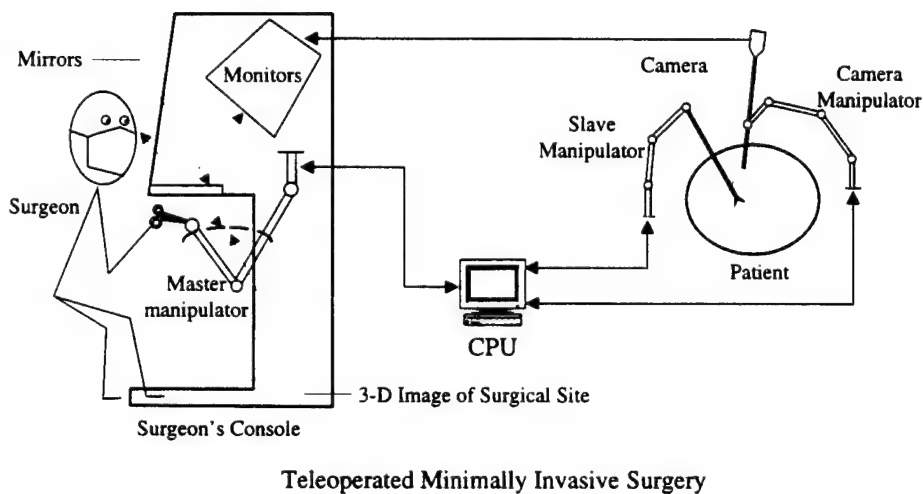 Mirrors
Monitors
Camera
Camera
Manipulator
Slave
Manipulator
Surgeon
Master
manipulator
Patient
CPU
3-D Image of Surgical Site
Surgeon's Console
Teleoperated Minimally Invasive Surgery